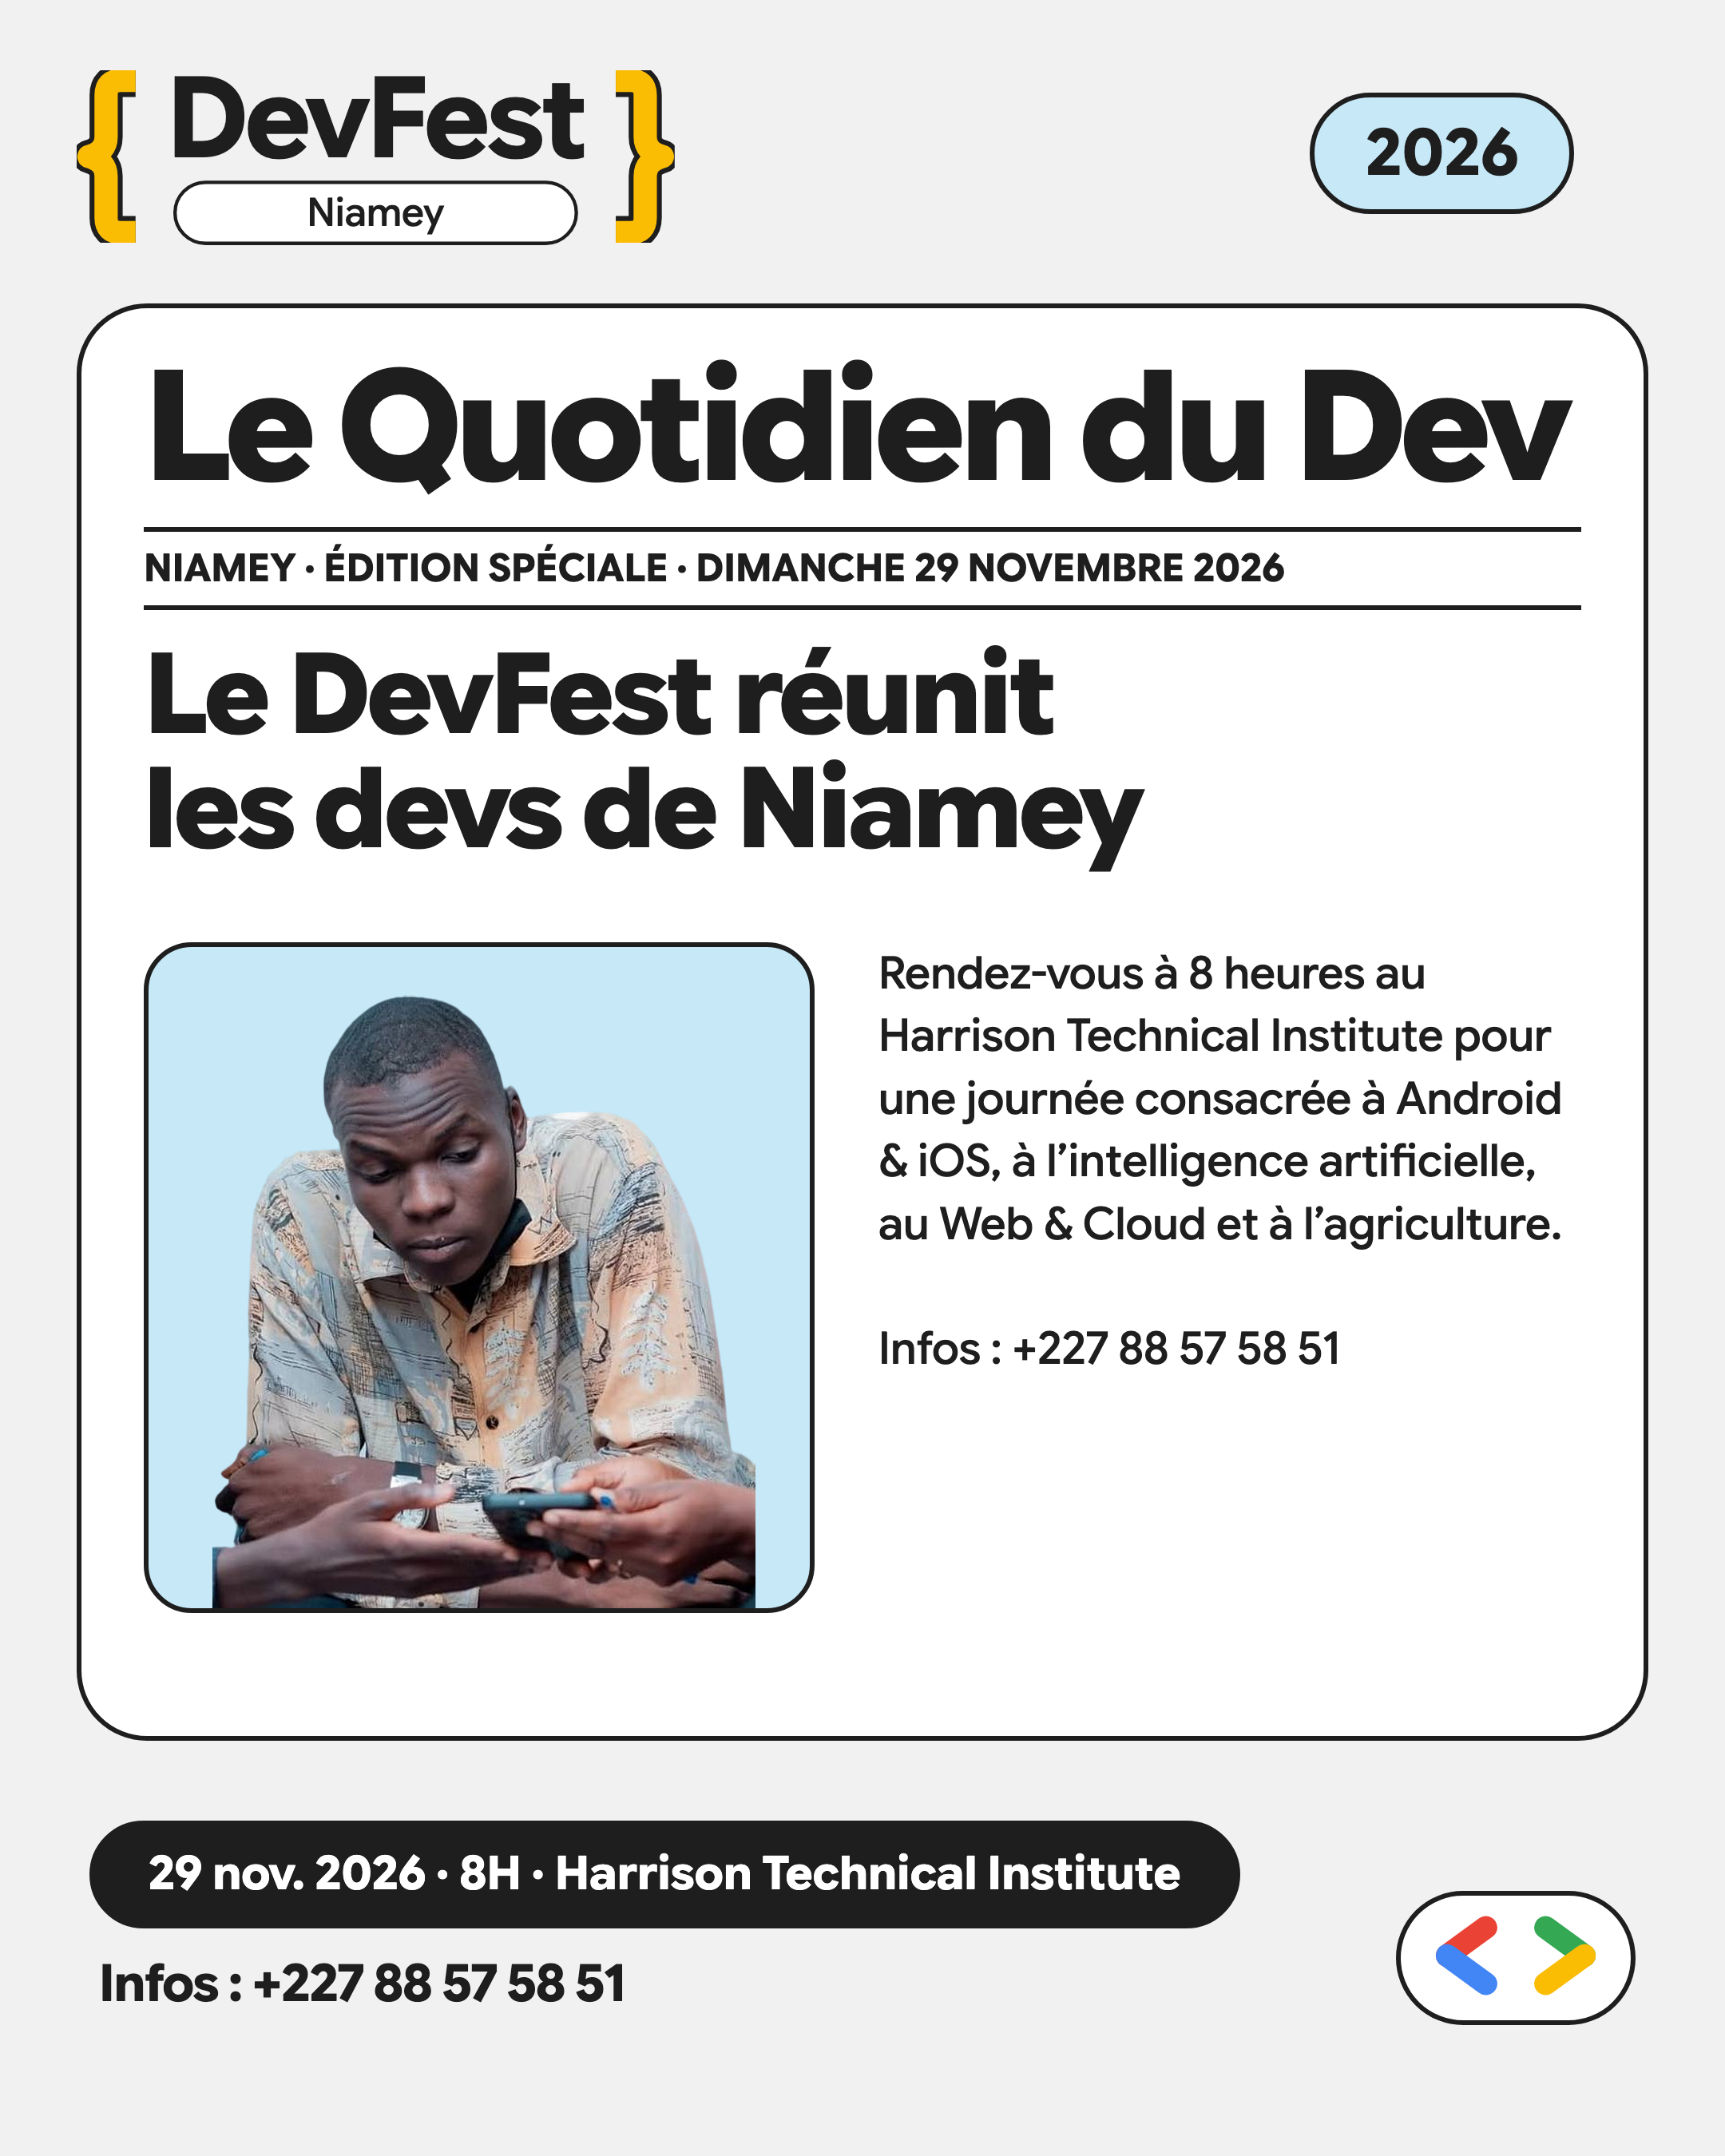 DevFest
Niamey
2026
Le Quotidien du Dev
NIAMEY · ÉDITION SPÉCIALE · DIMANCHE 29 NOVEMBRE 2026
Le DevFest réunit
les devs de Niamey
Rendez-vous à 8 heures au
Harrison Technical Institute pour
une journée consacrée à Android
& iOS, à l’intelligence artificielle,
au Web & Cloud et à l’agriculture.
Infos : +227 88 57 58 51
29 nov. 2026 · 8H · Harrison Technical Institute
Infos : +227 88 57 58 51